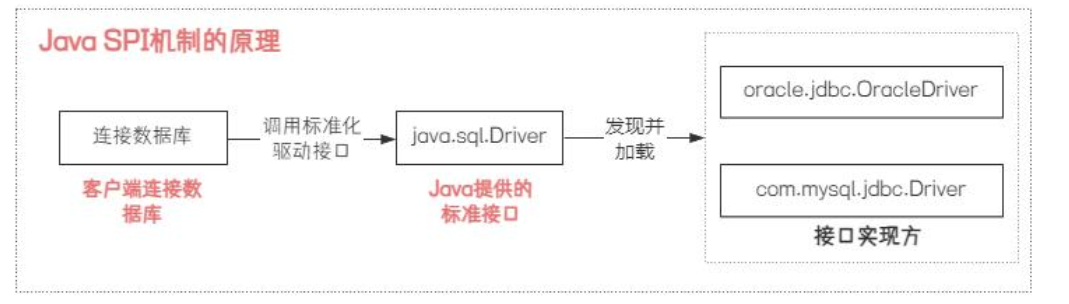 Java SPI机制的原理
连接数据库
调用标准化
驱动接口
java.sql.Driver
发现并
加载
oracle.jdbc.OracleDriver
com.mysql.jdbc.Driver
客户端连接数
据库
Java提供的
标准接口
接口实现方